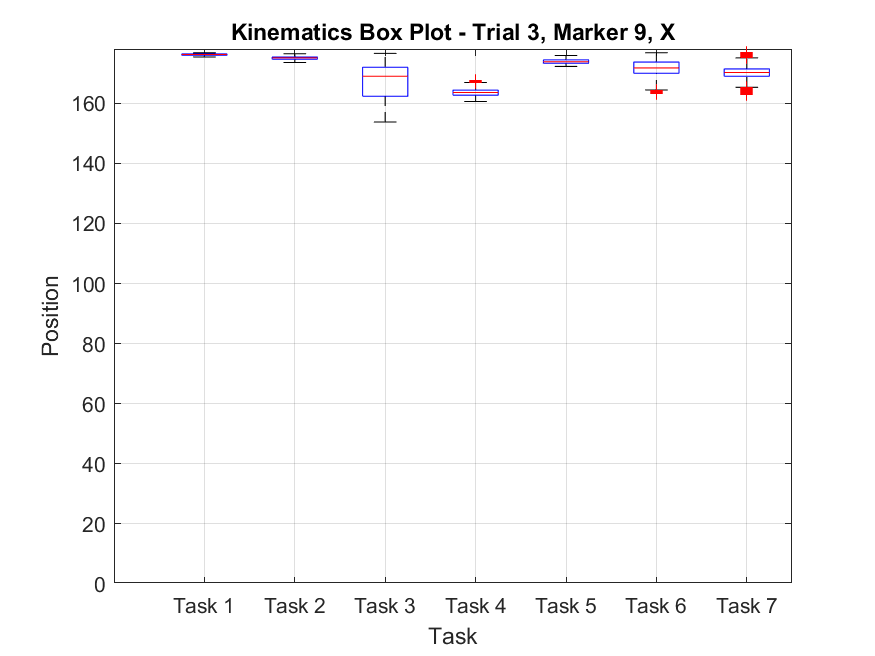 Kinematics Box Plot - Trial 3, Marker 9, X
160
140
120
100
80
60
40
20
0
Position
Task 1 Task 2 Task 3 Task 4 Task 5 Task 6 Task 7
Task